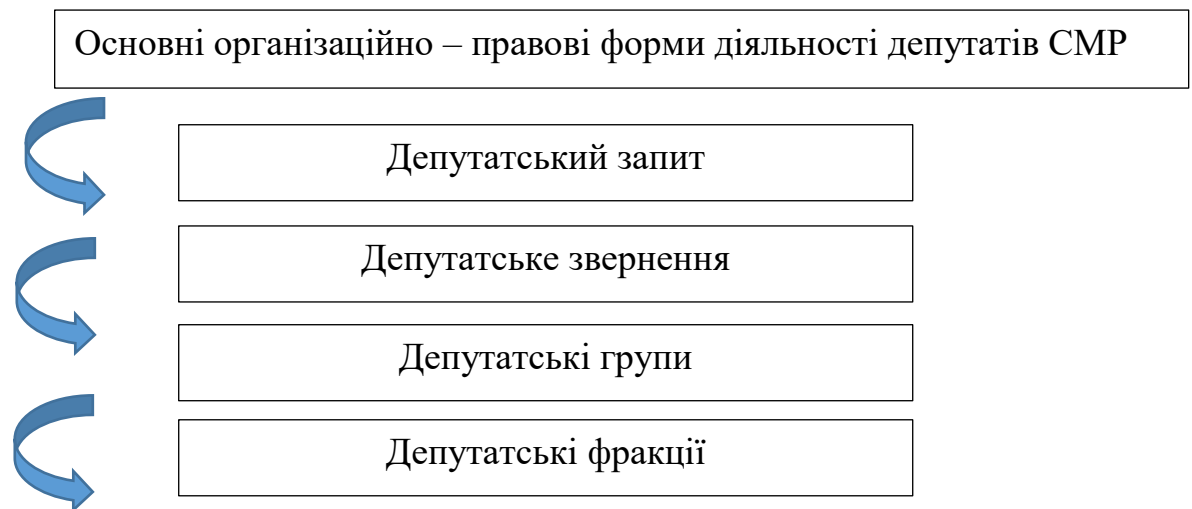 Основні організаційно – правові форми діяльності депутатів СМР
Депутатський запит
Депутатське звернення
Депутатські групи
Депутатські фракції